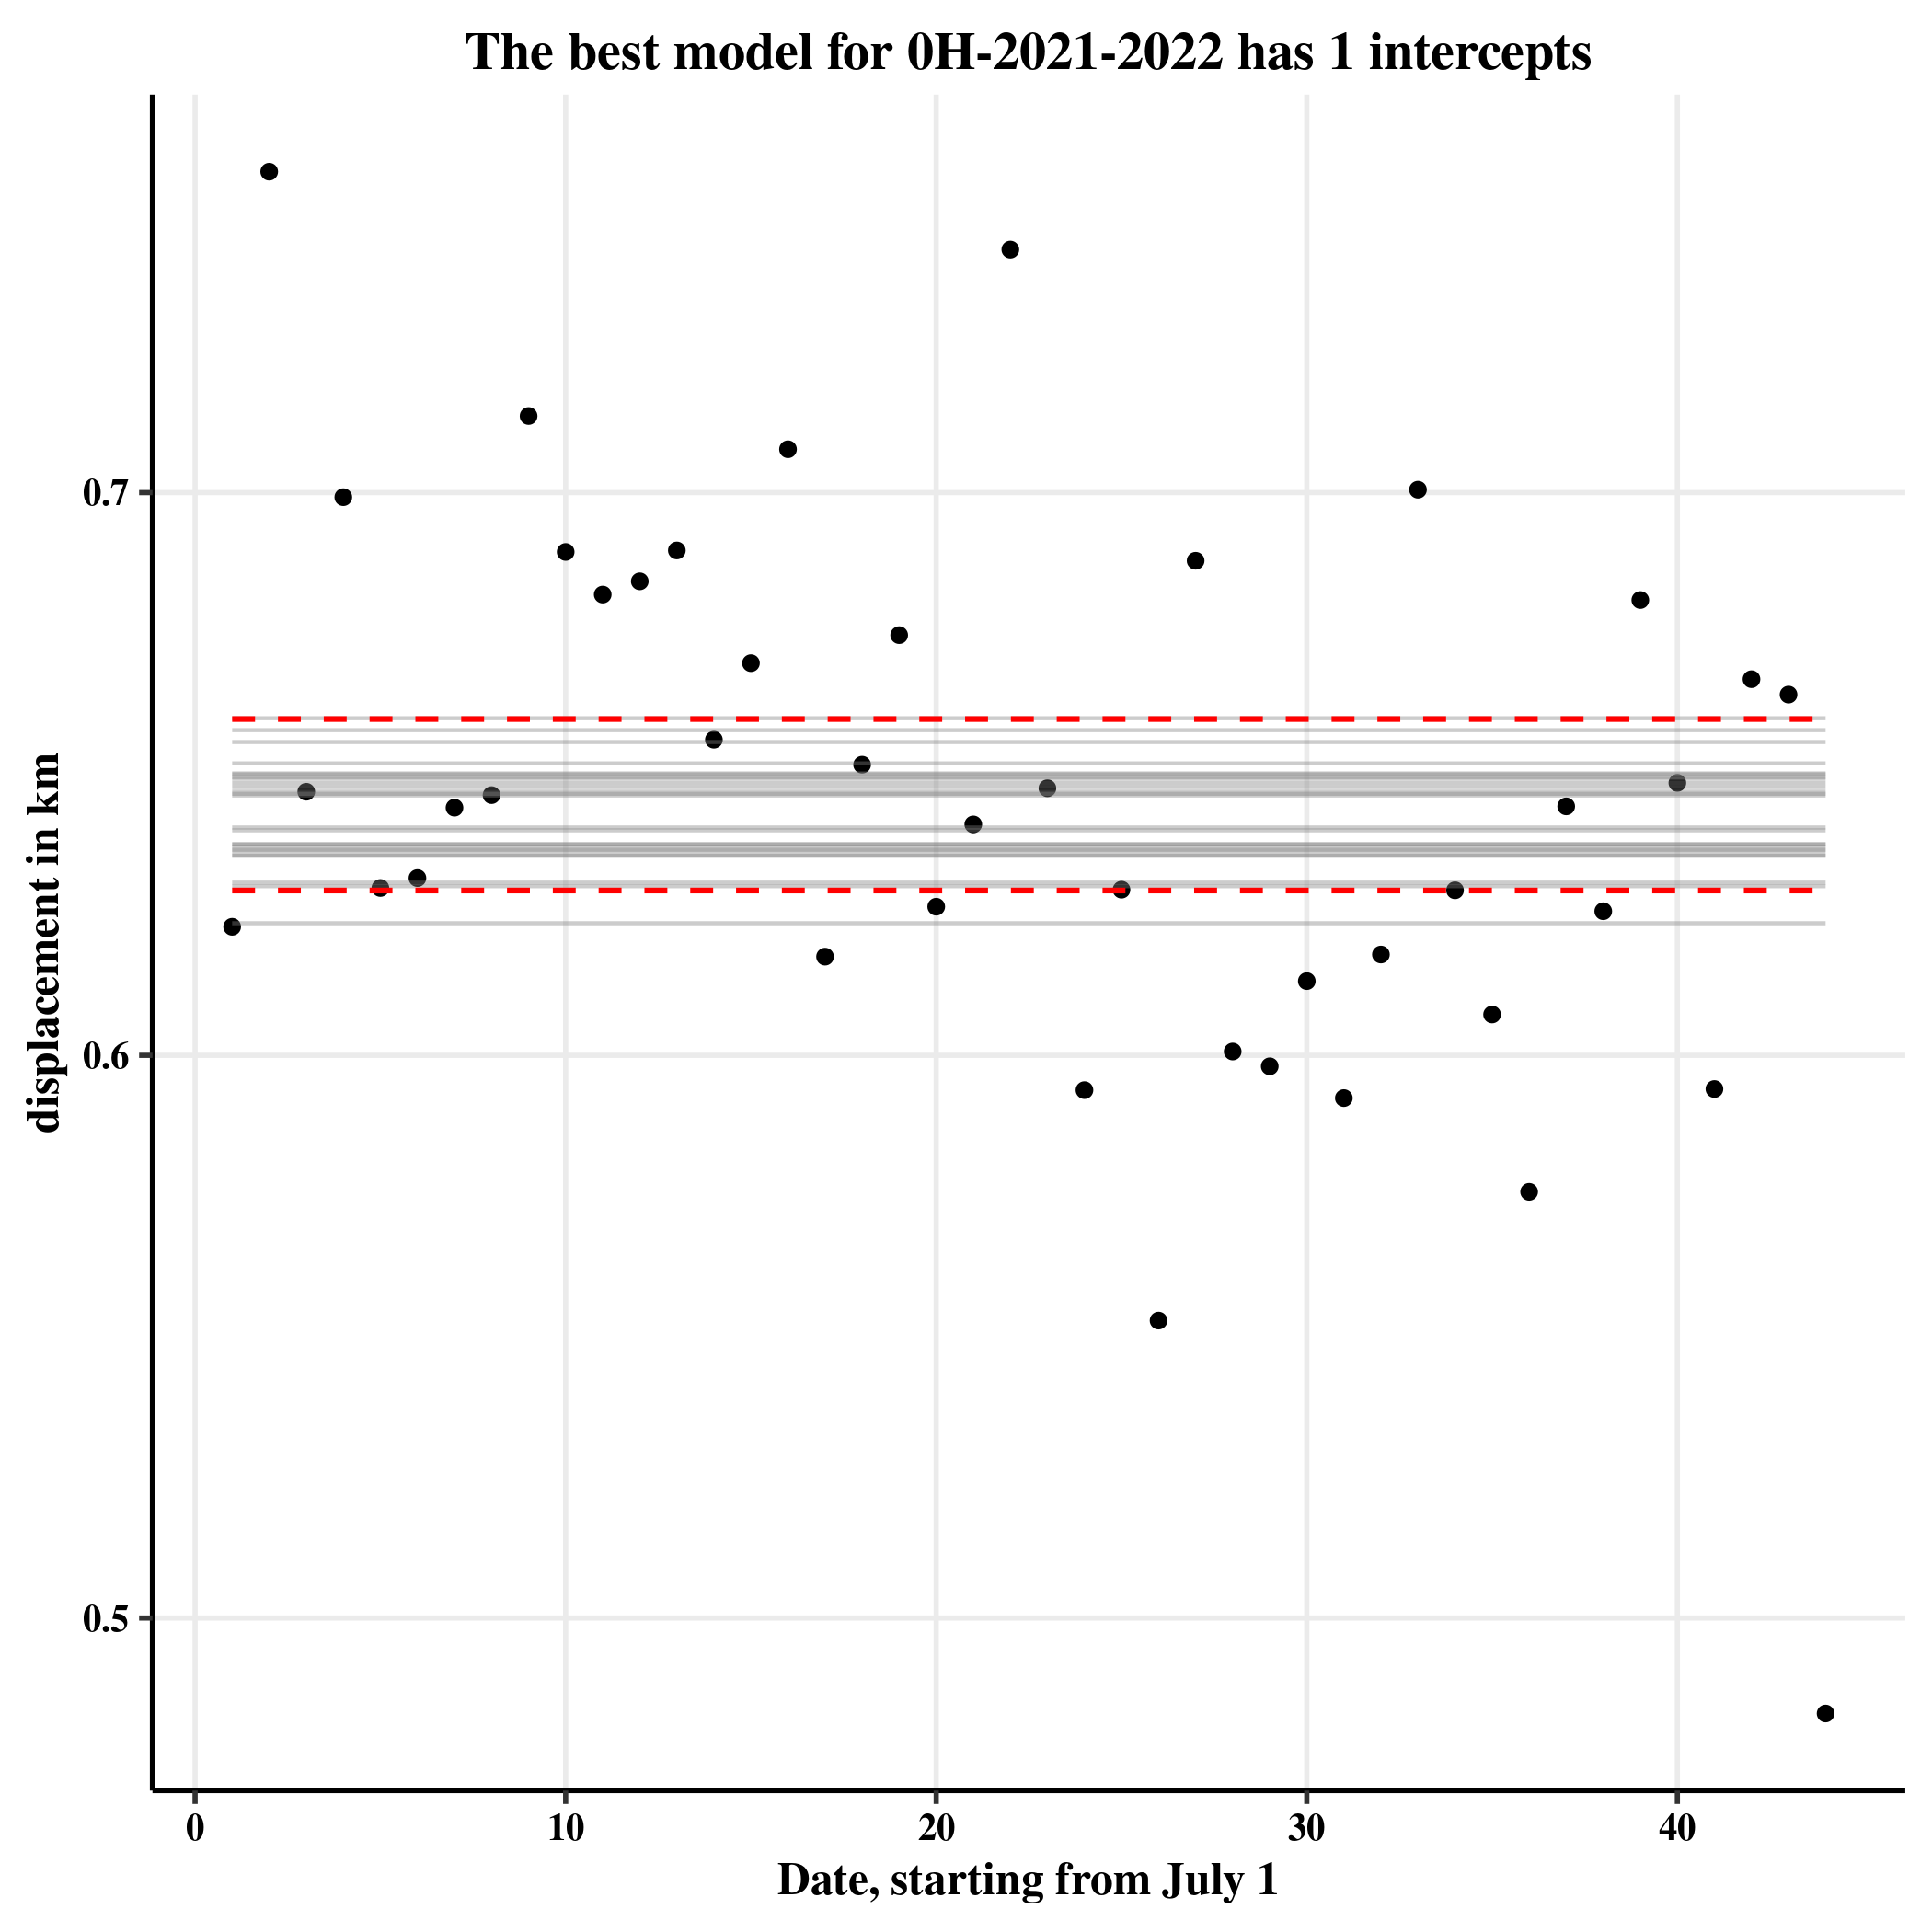 The best model for 0H-2021-2022 has 1 intercepts
displacement in km
0.7
0.6
0.5
0
10
20
30
40
Date, starting from July 1